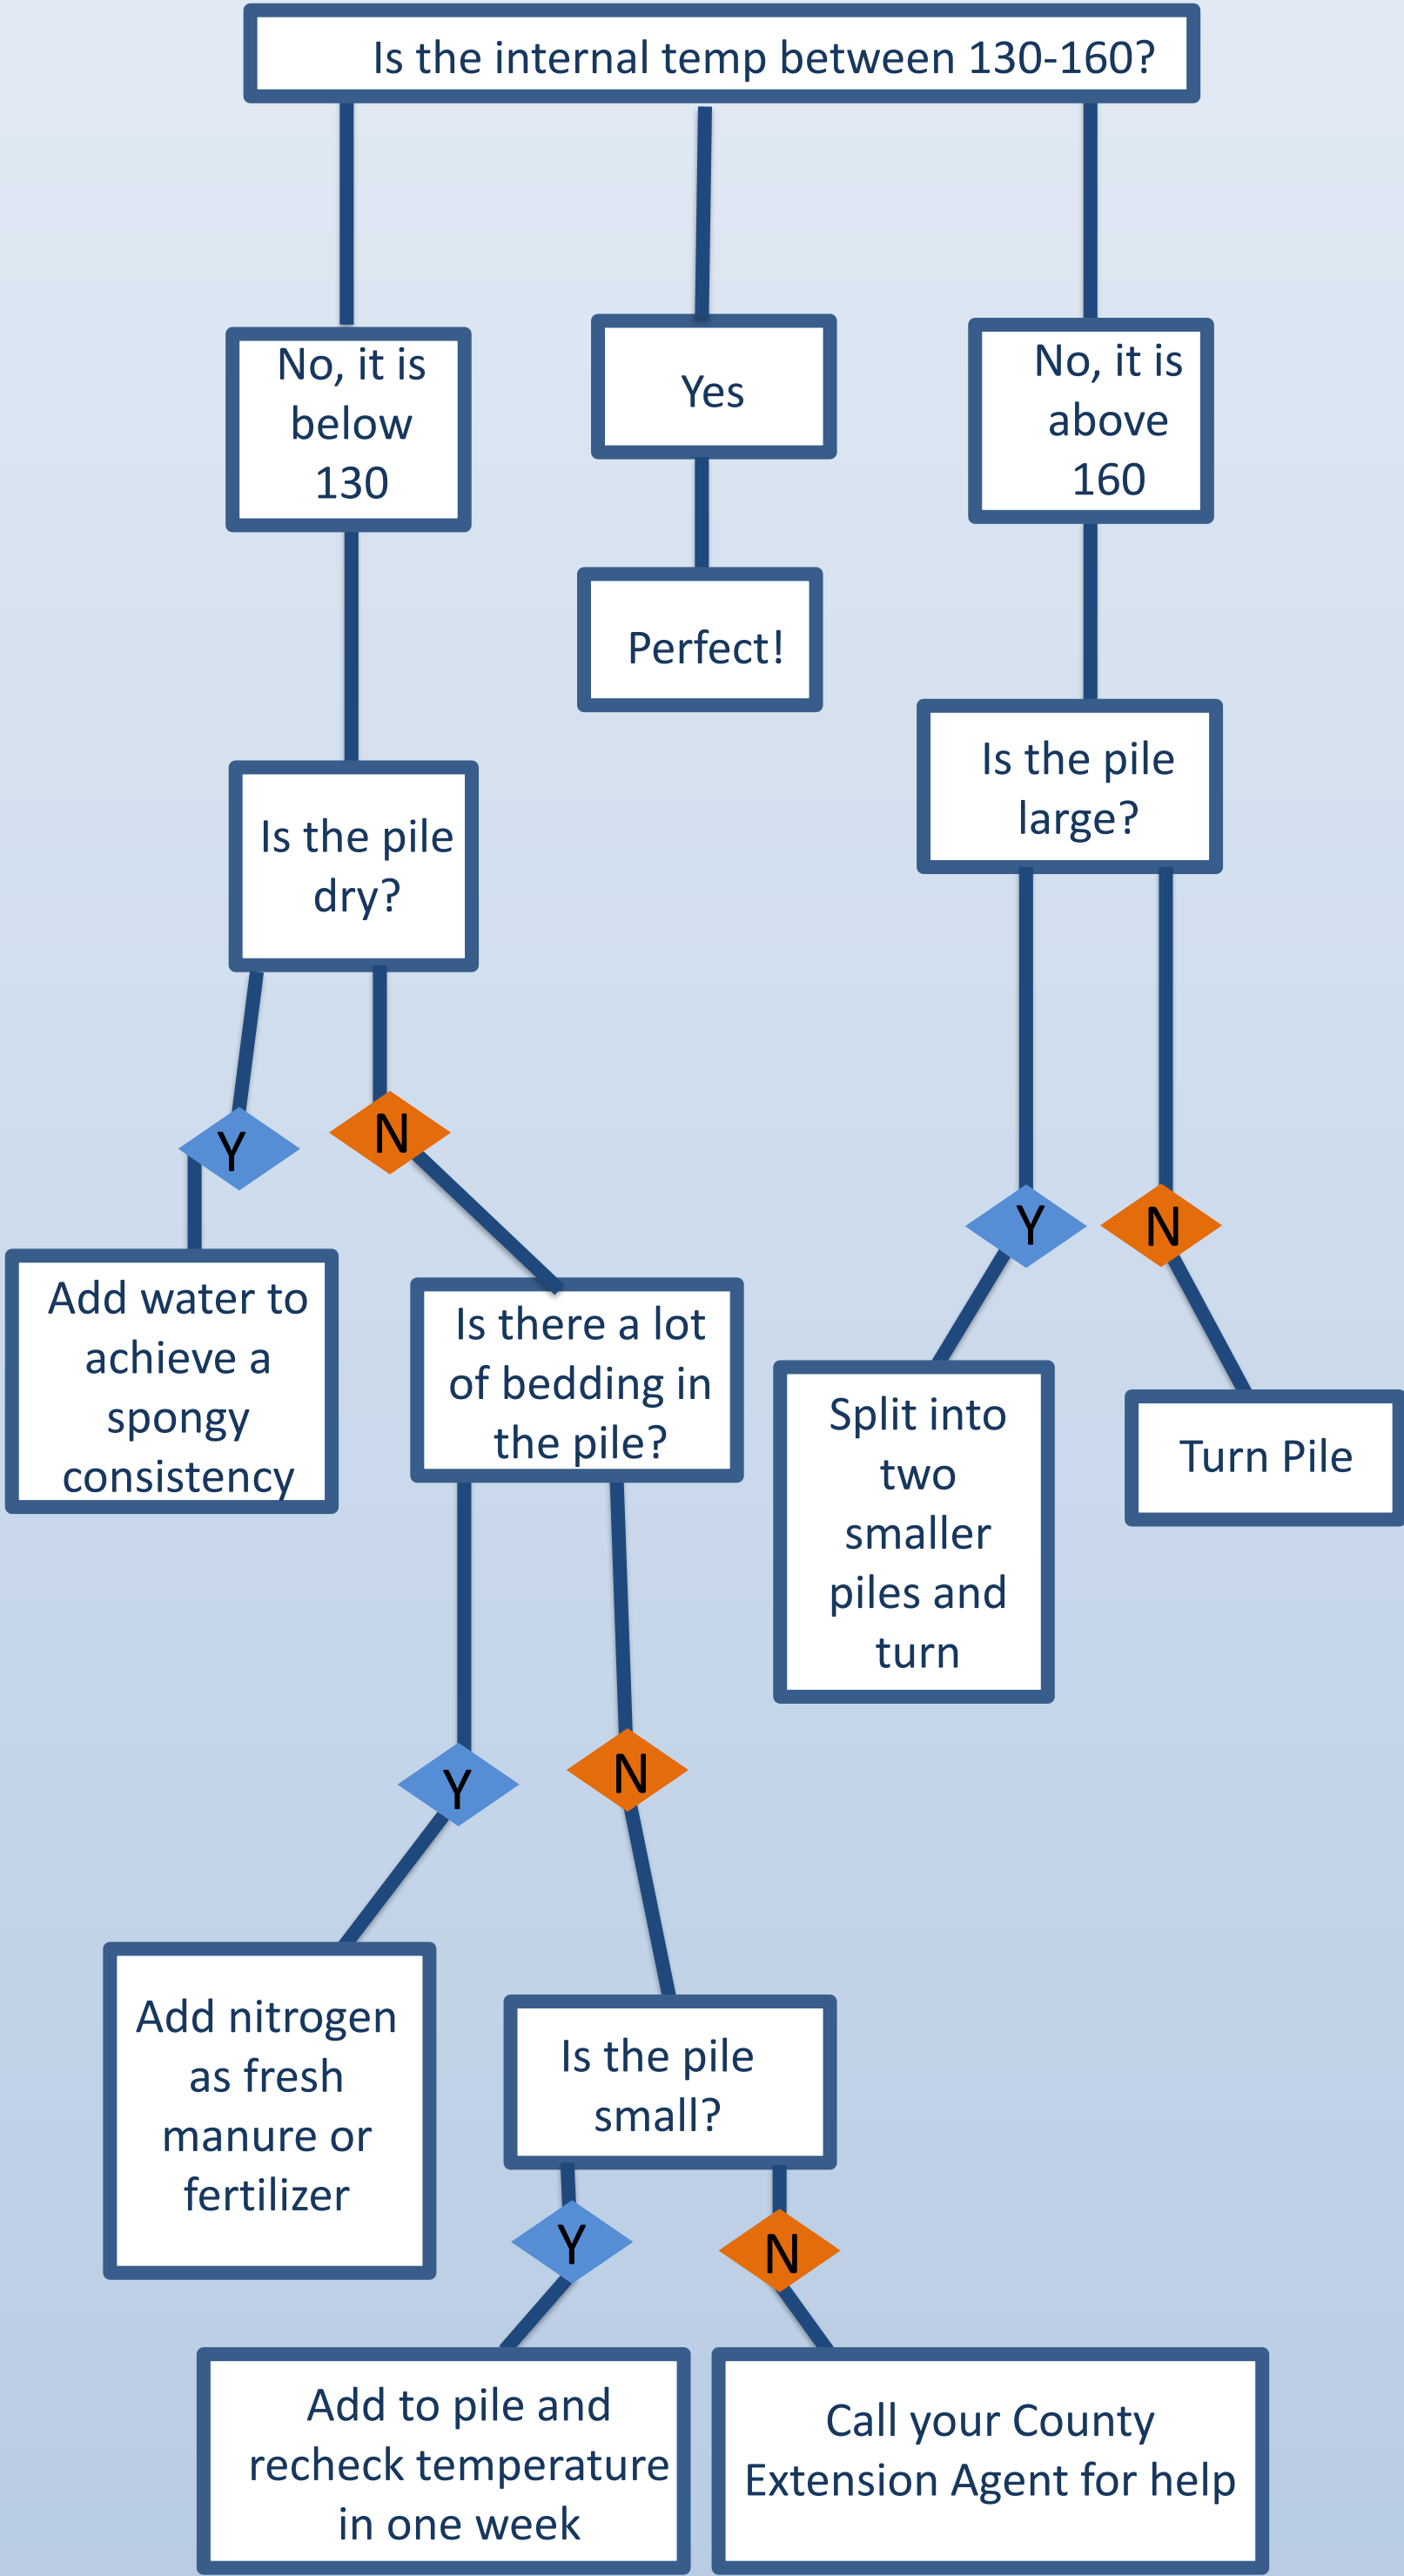 Is the internal temp between 130-160?
No, it is
below
130
Yes
No, it is
above
160
Perfect!
Is the pile
large?
Is the pile
dry?
Y
N
Y
N
Add water to
achieve a
spongy
consistency
Is there a lot
of bedding in
the pile?
Split into
two
smaller
piles and
turn
Turn Pile
Y
N
Add nitrogen
as fresh
manure or
fertilizer
Is the pile
small?
Y
N
Add to pile and
recheck temperature
in one week
Call your County
Extension Agent for help